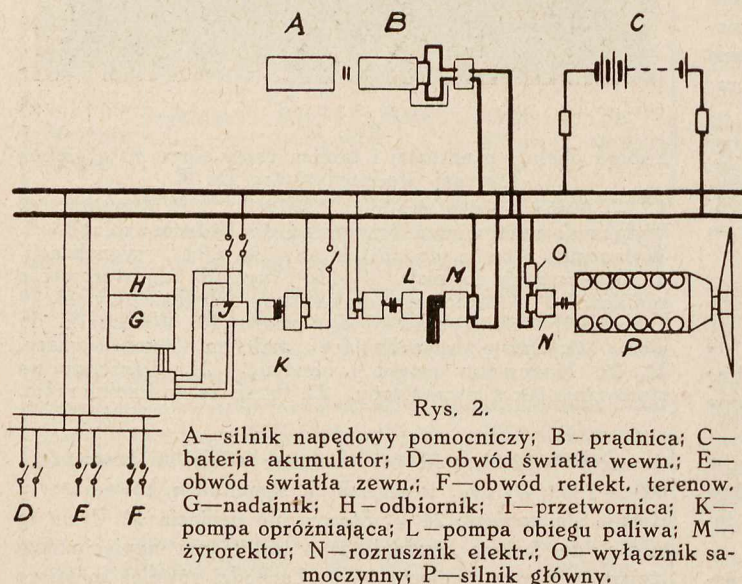 A B C
H
G
J
K
L M
O
N
P
D E F
Rys. 2.
A—silnik napędowy pomocniczy; B – prądnica; C—
baterja akumulator; D—obwód światła wewn.; E—
obwód światła zewn.; F—obwód reflekt. terenow.
G—nadajnik; H—odbiornik; I—przetwornica; K—
pompa opróżniająca; L—pompa obiegu paliwa; M—
żyrorektor; N—rozrusznik elektr.; O—wyłącznik sa-
moczynny; P—silnik główny.